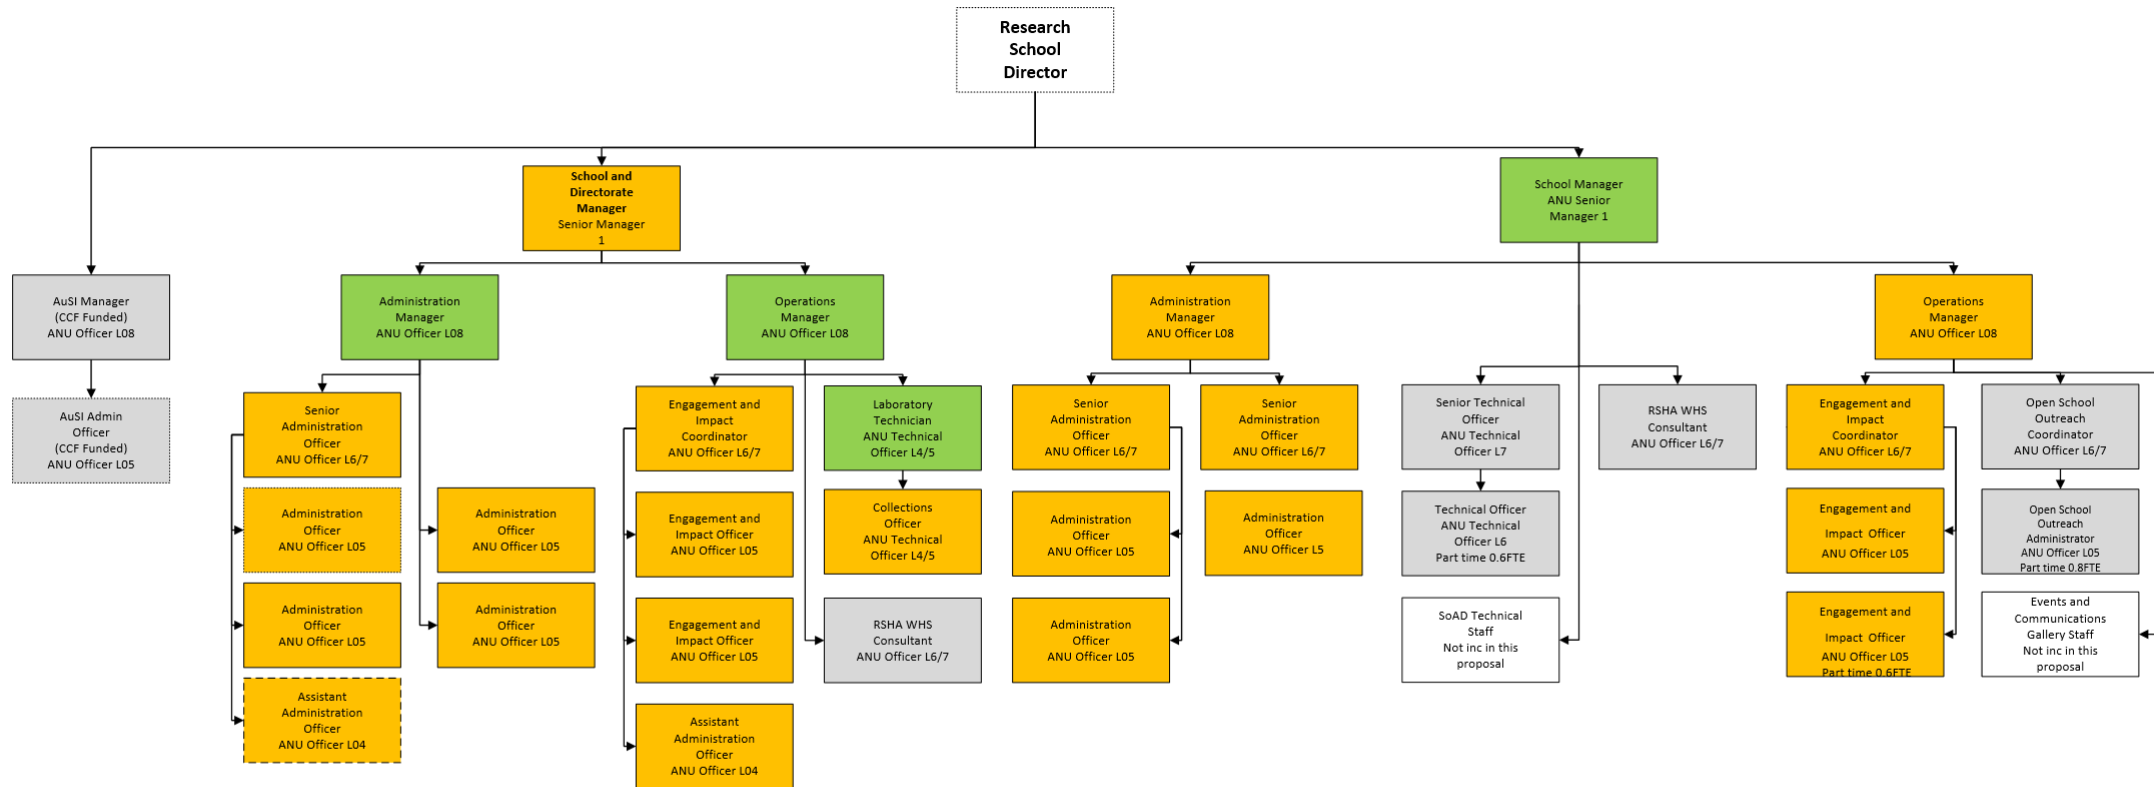 Research
School
Director
School and
Directorate
Manager
Senior Manager
1
School Manager
ANU Senior
Manager 1
AuSI Manager
(CCF Funded)
ANU Officer L08
Administration
Manager
ANU Officer L08
Operations
Manager
ANU Officer L08
Administration
Manager
ANU Officer L08
Operations
Manager
ANU Officer L08
AuSI Admin
Officer
(CCF Funded)
ANU Officer L05
Senior
Administration
Officer
ANU Officer L6/7
Engagement and
Impact
Coordinator
ANU Officer L6/7
Laboratory
Technician
ANU Technical
Officer L4/5
Senior
Administration
Officer
ANU Officer L6/7
Senior
Administration
Officer
ANU Officer L6/7
Senior Technical
Officer
ANU Technical
Officer L7
RSHA WHS
Consultant
ANU Officer L6/7
Engagement and
Impact
Coordinator
ANU Officer L6/7
Open School
Outreach
Coordinator
ANU Officer L6/7
Administration
Officer
ANU Officer L05
Administration
Officer
ANU Officer L05
Engagement and
Impact Officer
ANU Officer L05
Collections
Officer
ANU Technical
Officer L4/5
Administration
Officer
ANU Officer L05
Administration
Officer
ANU Officer L5
Technical Officer
ANU Technical
Officer L6
Part time 0.6FTE
Engagement and
Impact Officer
ANU Officer L05
Open School
Outreach
Administrator
ANU Officer L05
Part time 0.8FTE
Administration
Officer
ANU Officer L05
Administration
Officer
ANU Officer L05
Engagement and
Impact Officer
ANU Officer L05
RSHA WHS
Consultant
ANU Officer L6/7
Administration
Officer
ANU Officer L05
SoAD Technical
Staff
Not inc in this
proposal
Engagement and
Impact Officer
ANU Officer L05
Part time 0.6FTE
Events and
Communications
Gallery Staff
Not inc in this
proposal
Assistant
Administration
Officer
ANU Officer L04
Assistant
Administration
Officer
ANU Officer L04